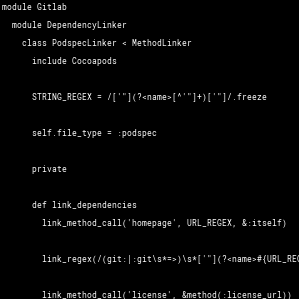 module Gitlab
module DependencyLinker
class PodspecLinker < MethodLinker
include Cocoapods
STRING_REGEX = /['"](?<name>[^'"]+)['"]/.freeze
self.file_type = :podspec
private
def link_dependencies
link_method_call('homepage', URL_REGEX, &:itself)
link_regex(/(git:|:git\s*=>)\s*['"](?<name>#{URL_REG
link_method_call('license', &method(:license_url))